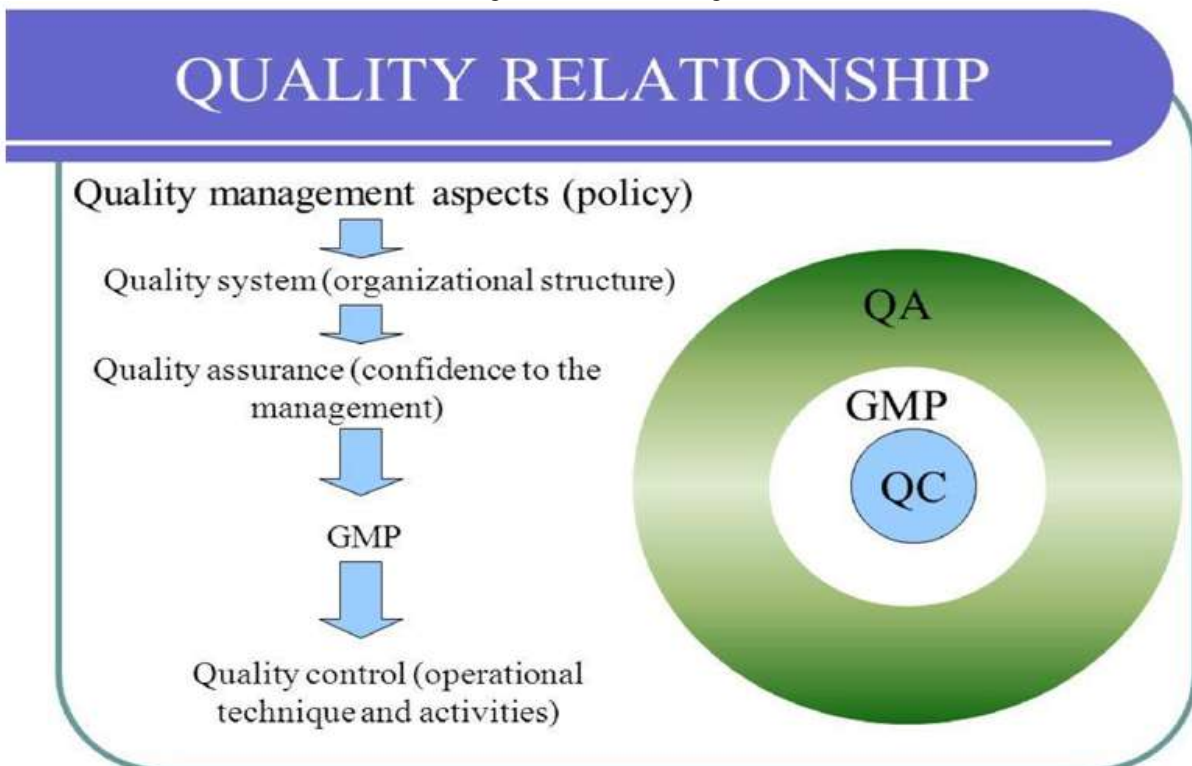 QUALITY RELATIONSHIP
Quality management aspects (policy)
Quality system (organizational structure)
Quality assurance (confidence to the
management)
GMP
Quality control (operational
technique and activities)
QA
GMP
QC